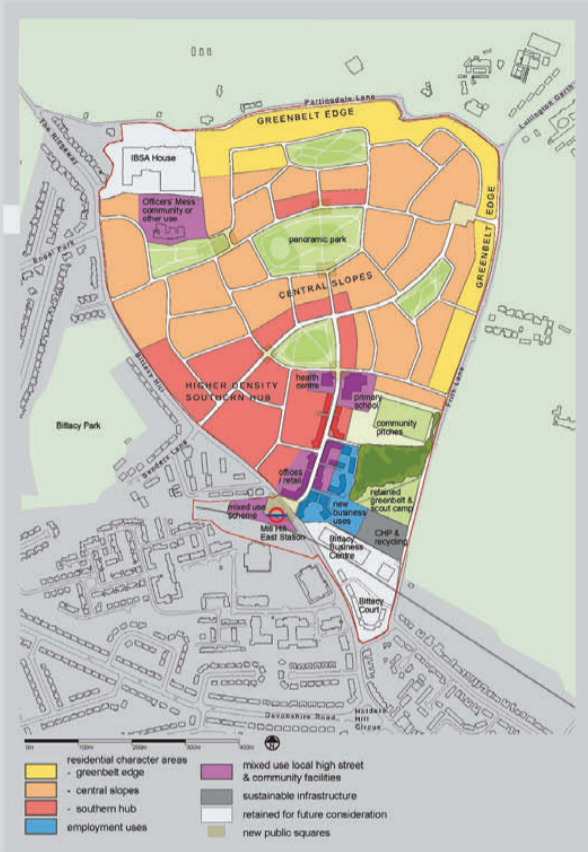 Partingdale Lane
GREENBELT EDGE
Lullington Garth
The Ridgeway
IBSA House
Officers' Mess
community or
other use
Engel Park
panoramic park
GREENBELT EDGE
CENTRAL SLOPES
Bittacy Hill
HIGHER DENSITY
SOUTHERN HUB
health
centre
primary
school
Frith Lane
community
pitches
Bittacy Park
Sanders Lane
offices
/ retail
retained
greenbelt &
scout camp
mixed use
scheme
Mill Hill
East Station
new
business
uses
CHP &
recycling
Bittacy
Business
Centre
Bittacy
Court
Devonshire Road
Holders
Hill
Circus
0m 100m 200m 300m 400m
residential character areas
- greenbelt edge
- central slopes
- southern hub
employment uses
mixed use local high street
& community facilities
sustainable infrastructure
retained for future consideration
new public squares